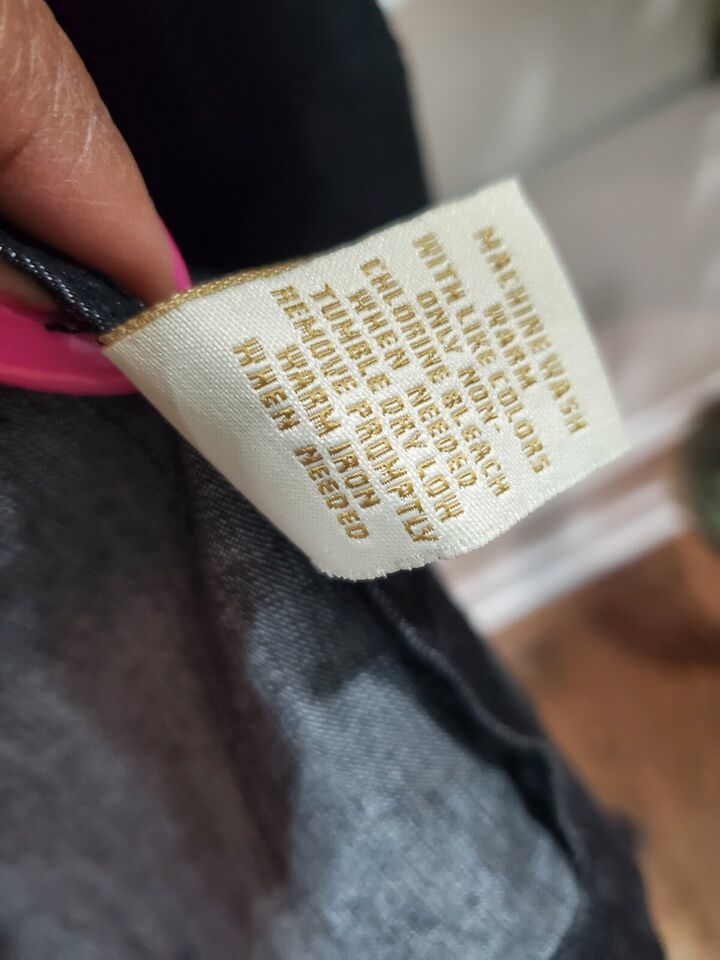 MACHINE WASH
WARM
WITH LIKE COLORS
ONLY NON-
CHLORINE BLEACH
WHEN NEEDED
TUMBLE DRY LOW
REMOVE PROMPTLY
WARM IRON
WHEN NEEDED